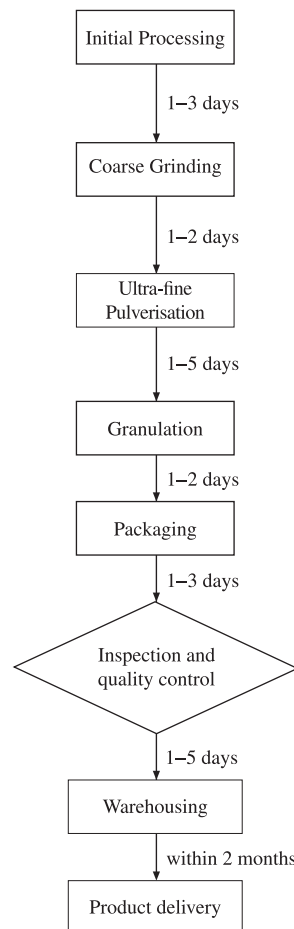 Initial Processing
1–3 days
Coarse Grinding
1–2 days
Ultra-fine
Pulverisation
1–5 days
Granulation
1–2 days
Packaging
1–3 days
Inspection and
quality control
1–5 days
Warehousing
within 2 months
Product delivery